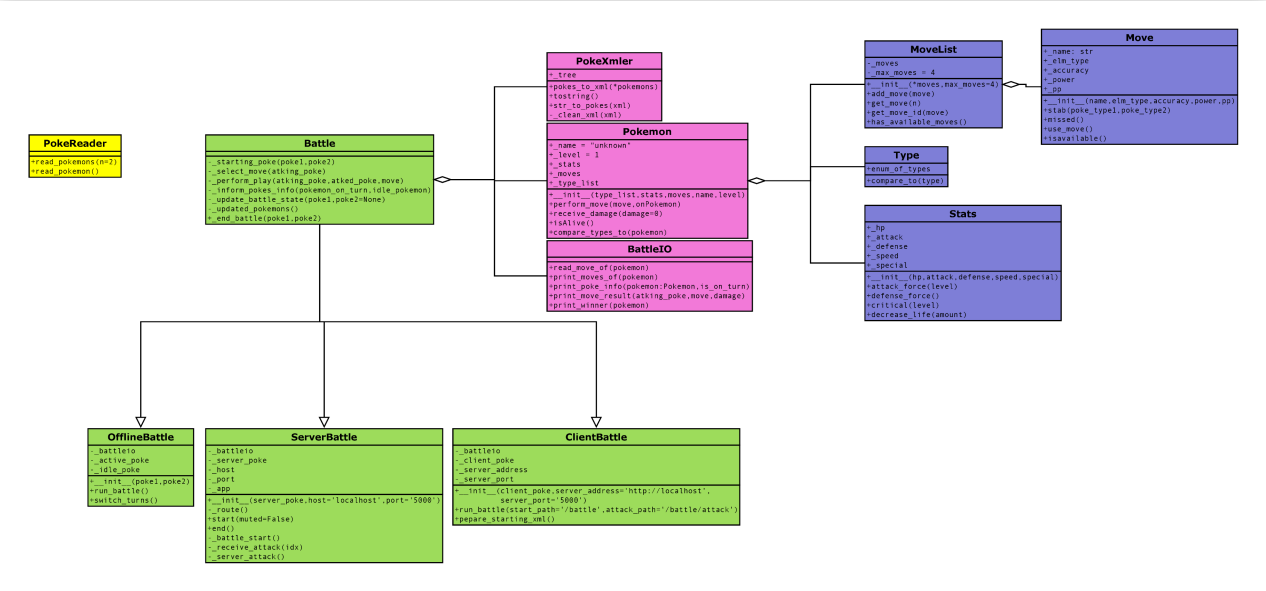 PokeReader
+read_pokemons(n=2)
+read_pokemon()
Battle
-_starting_poke(poke1,poke2)
-_select_move(atking_poke)
-_perform_play(atking_poke,atked_poke,move)
-_inform_pokes_info(pokemon_on_turn,idle_pokemon)
-_update_battle_state(poke1,poke2=None)
-_updated_pokemons()
+_end_battle(poke1,poke2)
PokeXmler
+_tree
+pokes_to_xml(*pokemons)
+tostring()
+str_to_pokes(xml)
-_clean_xml(xml)
Pokemon
+_name = "unknown"
+_level = 1
+_stats
+_moves
+_type_list
+__init__(type_list,stats,moves,name,level)
+perform_move(move,onPokemon)
+receive_damage(damage=0)
+isAlive()
+compare_types_to(pokemon)
BattleIO
+read_move_of(pokemon)
+print_moves_of(pokemon)
+print_poke_info(pokemon:Pokemon,is_on_turn)
+print_move_result(atking_poke,move,damage)
+print_winner(pokemon)
MoveList
-_moves
-_max_moves = 4
+__init__(*moves,max_moves=4)
+add_move(move)
+get_move(n)
+get_move_id(move)
+has_available_moves()
Move
+_name: str
+_elm_type
+_accuracy
+_power
+_pp
+__init__(name,elm_type,accuracy,power,pp)
+stab(poke_type1,poke_type2)
+missed()
+use_move()
+isavailable()
Type
+enum_of_types
+compare_to(type)
Stats
+_hp
+_attack
+_defense
+_speed
+_special
+__init__(hp,attack,defense,speed,special)
+attack_force(level)
+defense_force()
+critical(level)
+decrease_life(amount)
OfflineBattle
-_battleio
-_active_poke
-_idle_poke
+__init__(poke1,poke2)
+run_battle()
+switch_turns()
ServerBattle
-_battleio
-_server_poke
-_host
-_port
-_app
+__init__(server_poke,host='localhost',port='5000')
-_route()
+start(muted=False)
+end()
-_battle_start()
-_receive_attack(idx)
-_server_attack()
ClientBattle
-_battleio
-_client_poke
-_server_address
-_server_port
+__init__(client_poke,server_address='http://localhost',
server_port='5000')
+run_battle(start_path='/battle',attack_path='/battle/attack')
+pepare_starting_xml()